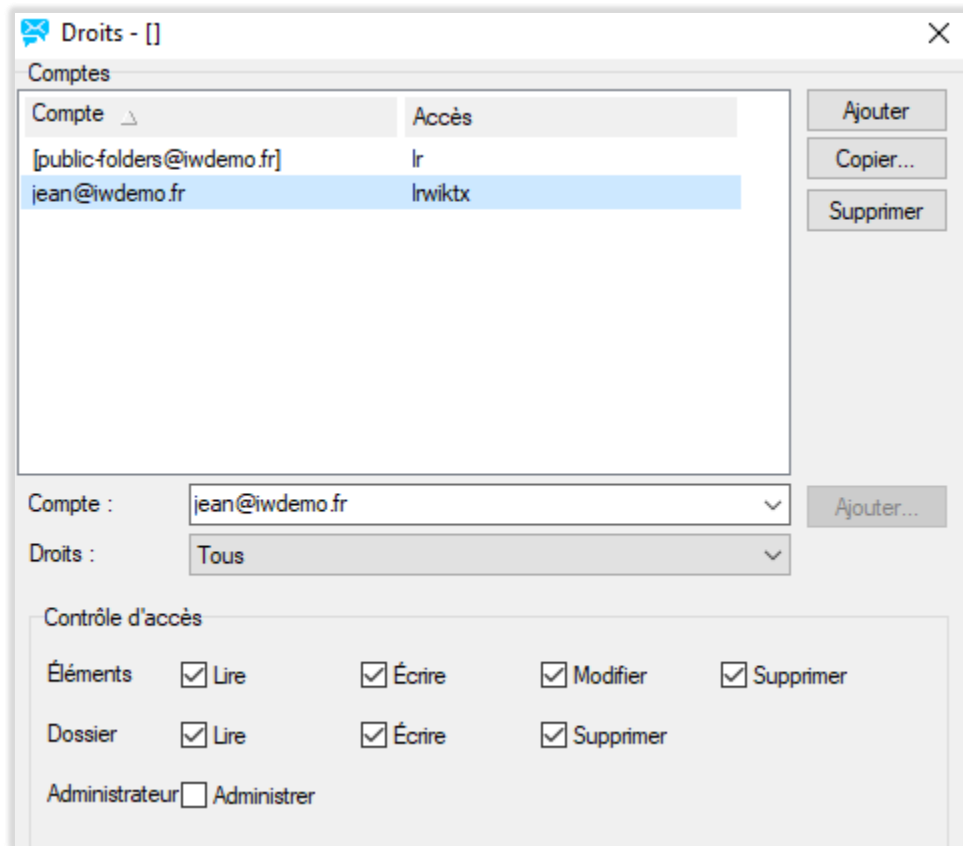 Droits - []
Comptes
Compte Accès
[public-folders@iwdemo.fr] lr
jean@iwdemo.fr lrwiktx
Ajouter
Copier...
Supprimer
Compte : jean@iwdemo.fr Ajouter...
Droits : Tous
Contrôle d'accès
Éléments Lire Écrire Modifier Supprimer
Dossier Lire Écrire Supprimer
Administrateur Administrer